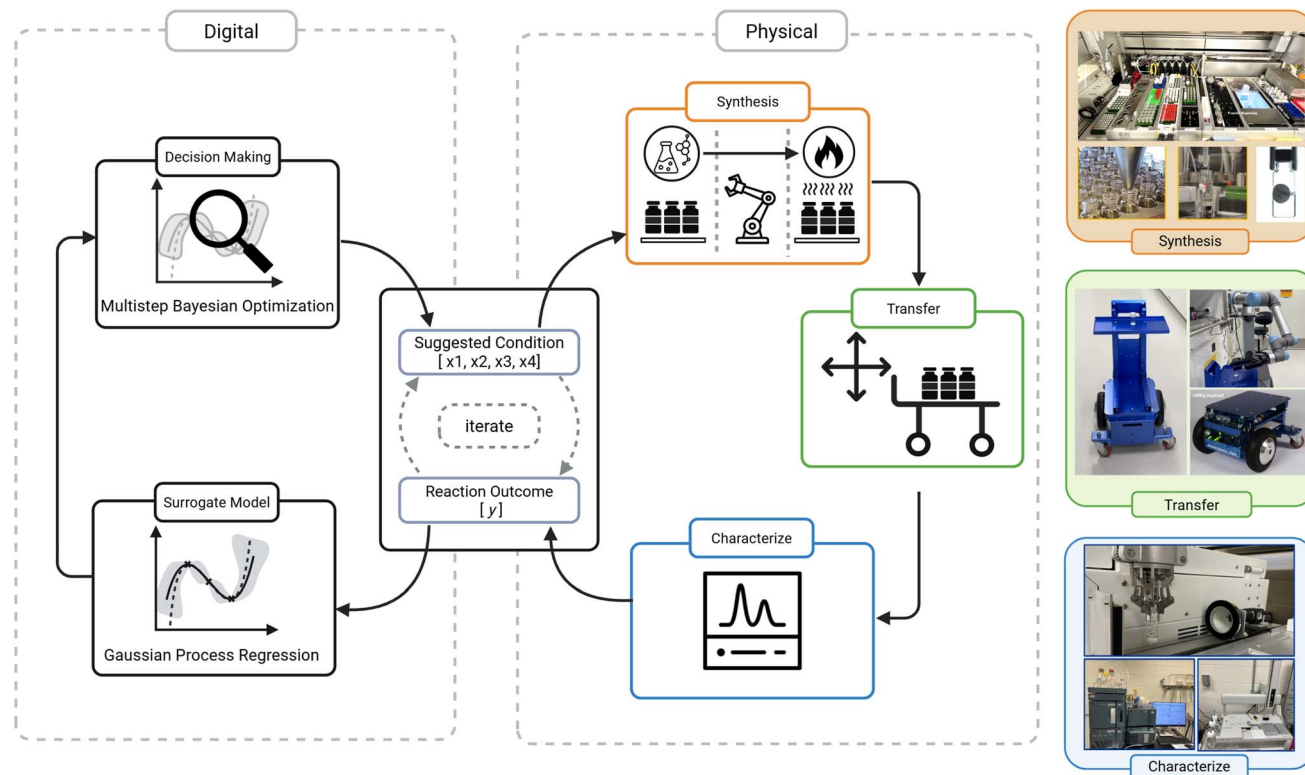 Digital
Physical
Synthesis
Decision Making
Multistep Bayesian Optimization
Suggested Condition
[ x1, x2, x3, x4]
iterate
Reaction Outcome
[ y ]
Surrogate Model
Gaussian Process Regression
Transfer
Characterize
Synthesis
Transfer
Characterize